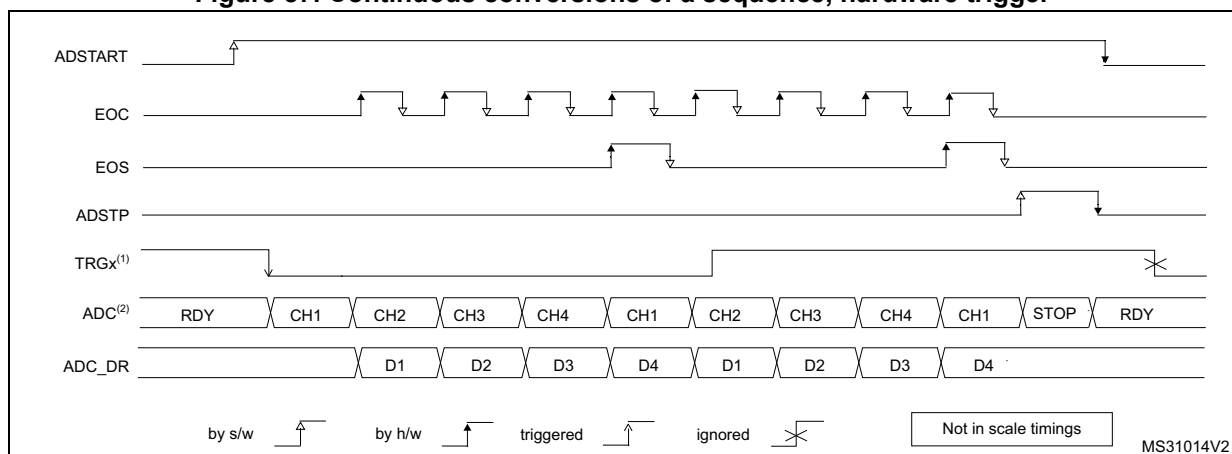 Figure 37. Continuous conversions of a sequence, hardware trigger
ADSTART
EOC
EOS
ADSTP
TRGx(1)
ADC(2) RDY CH1 CH2 CH3 CH4 CH1 CH2 CH3 CH4 CH1 STOP RDY
ADC_DR D1 D2 D3 D4 D1 D2 D3 D4
by s/w by h/w triggered ignored Not in scale timings
MS31014V2